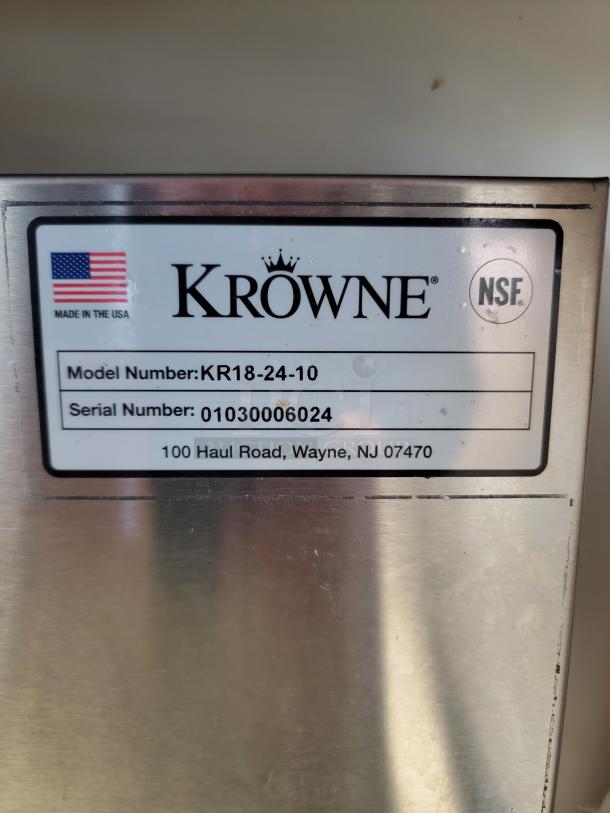 KROWNE®
NSF®
MADE IN THE USA
Model Number: KR18-24-10
Serial Number: 01030006024
100 Haul Road, Wayne, NJ 07470